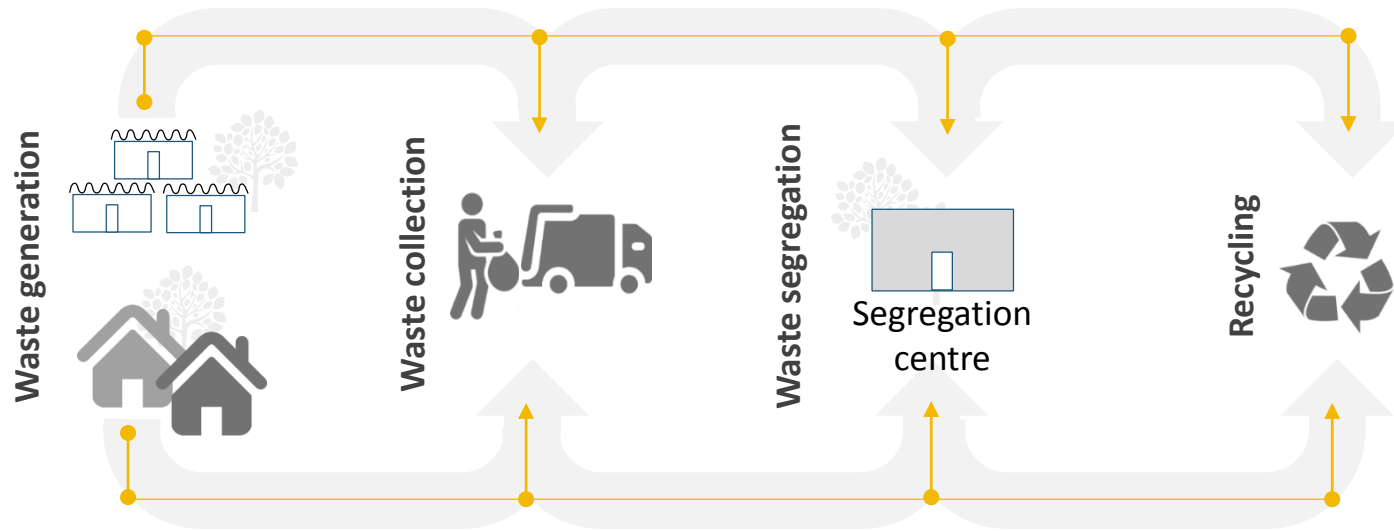 Waste generation
Waste collection
Waste segregation
Segregation
centre
Recycling